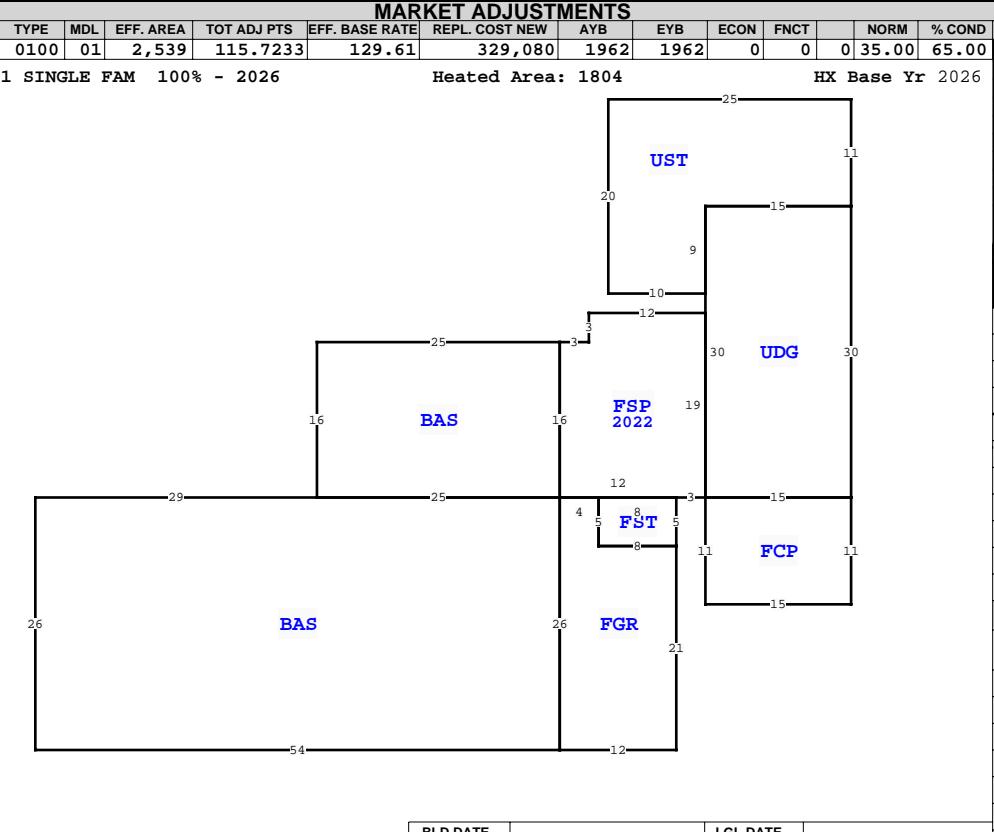 MARKET ADJUSTMENTS
TYPE MDL EFF. AREA TOT ADJ PTS EFF. BASE RATE REPL. COST NEW AYB EYB ECON FNCT NORM % COND
0100 01 2,539 115.7233 129.61 329,080 1962 1962 0 0 0 35.00 65.00
1 SINGLE FAM 100% - 2026 Heated Area: 1804 HX Base Yr 2026
25
UST 11
20 15
9
10
12
3
25 3
30 UDG 30
16 BAS 16 FSP 19
2022
12
29 25 3 15
4 8
5 FST 5
8
11 FCP 11
15
26 BAS 26 FGR
21
54 12
BLD DATE LGL DATE